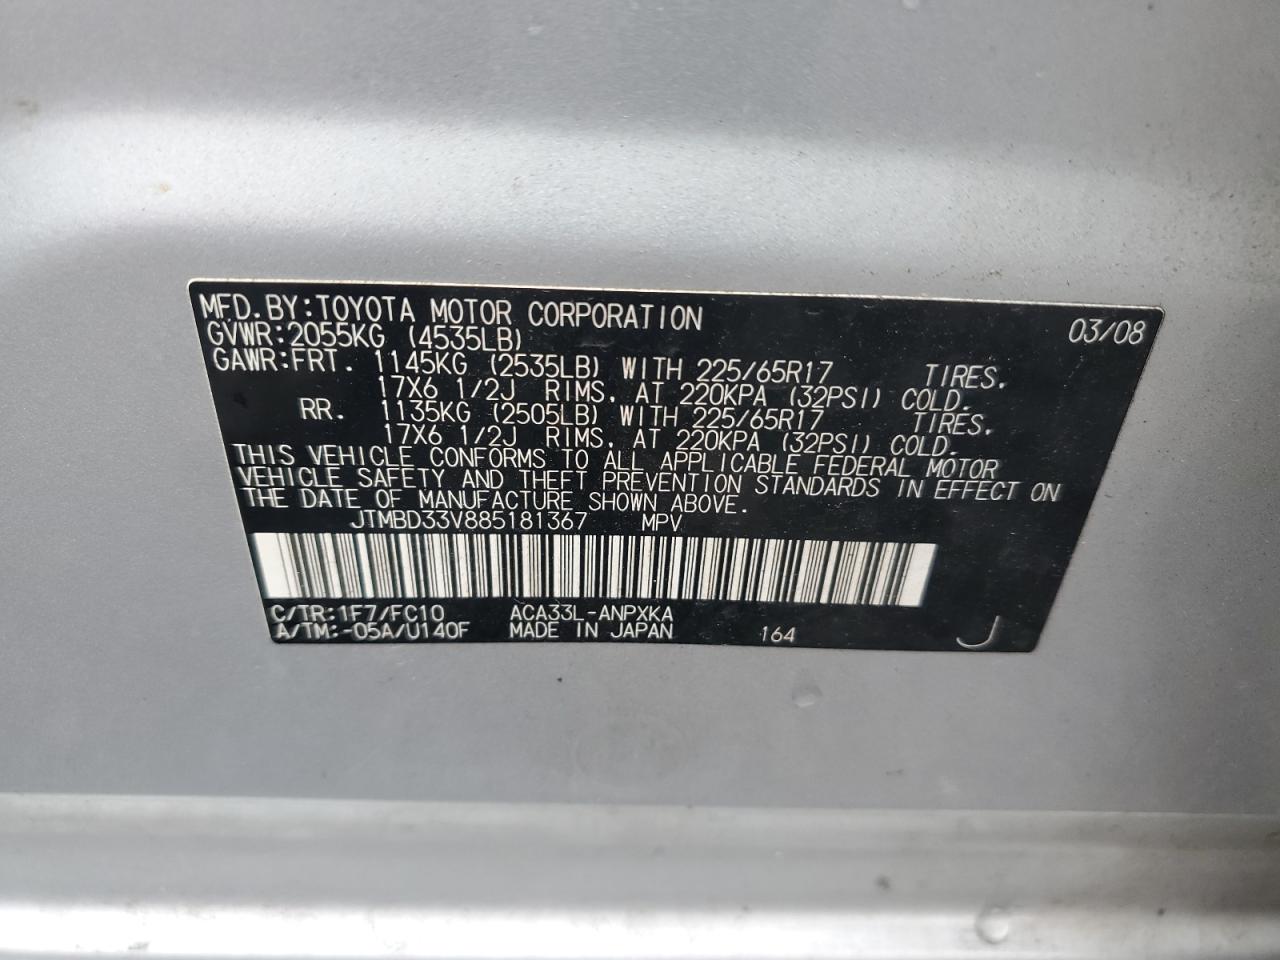 MFD.BY:TOYOTA MOTOR CORPORATION 03/08
GVWR:2055KG (4535LB)
GAWR:FRT. 1145KG (2535LB) WITH 225/65R17 TIRES,
17X6 1/2J RIMS, AT 220KPA (32PSI) COLD.
RR. 1135KG (2505LB) WITH 225/65R17 TIRES,
17X6 1/2J RIMS, AT 220KPA (32PSI) COLD.
THIS VEHICLE CONFORMS TO ALL APPLICABLE FEDERAL MOTOR
VEHICLE SAFETY AND THEFT PREVENTION STANDARDS IN EFFECT ON
THE DATE OF MANUFACTURE SHOWN ABOVE.
JTMBD33V885181367 MPV
C/TR:1F7/FC10 ACA33L-ANPXKA
A/TM:-05A/U140F MADE IN JAPAN 164 J